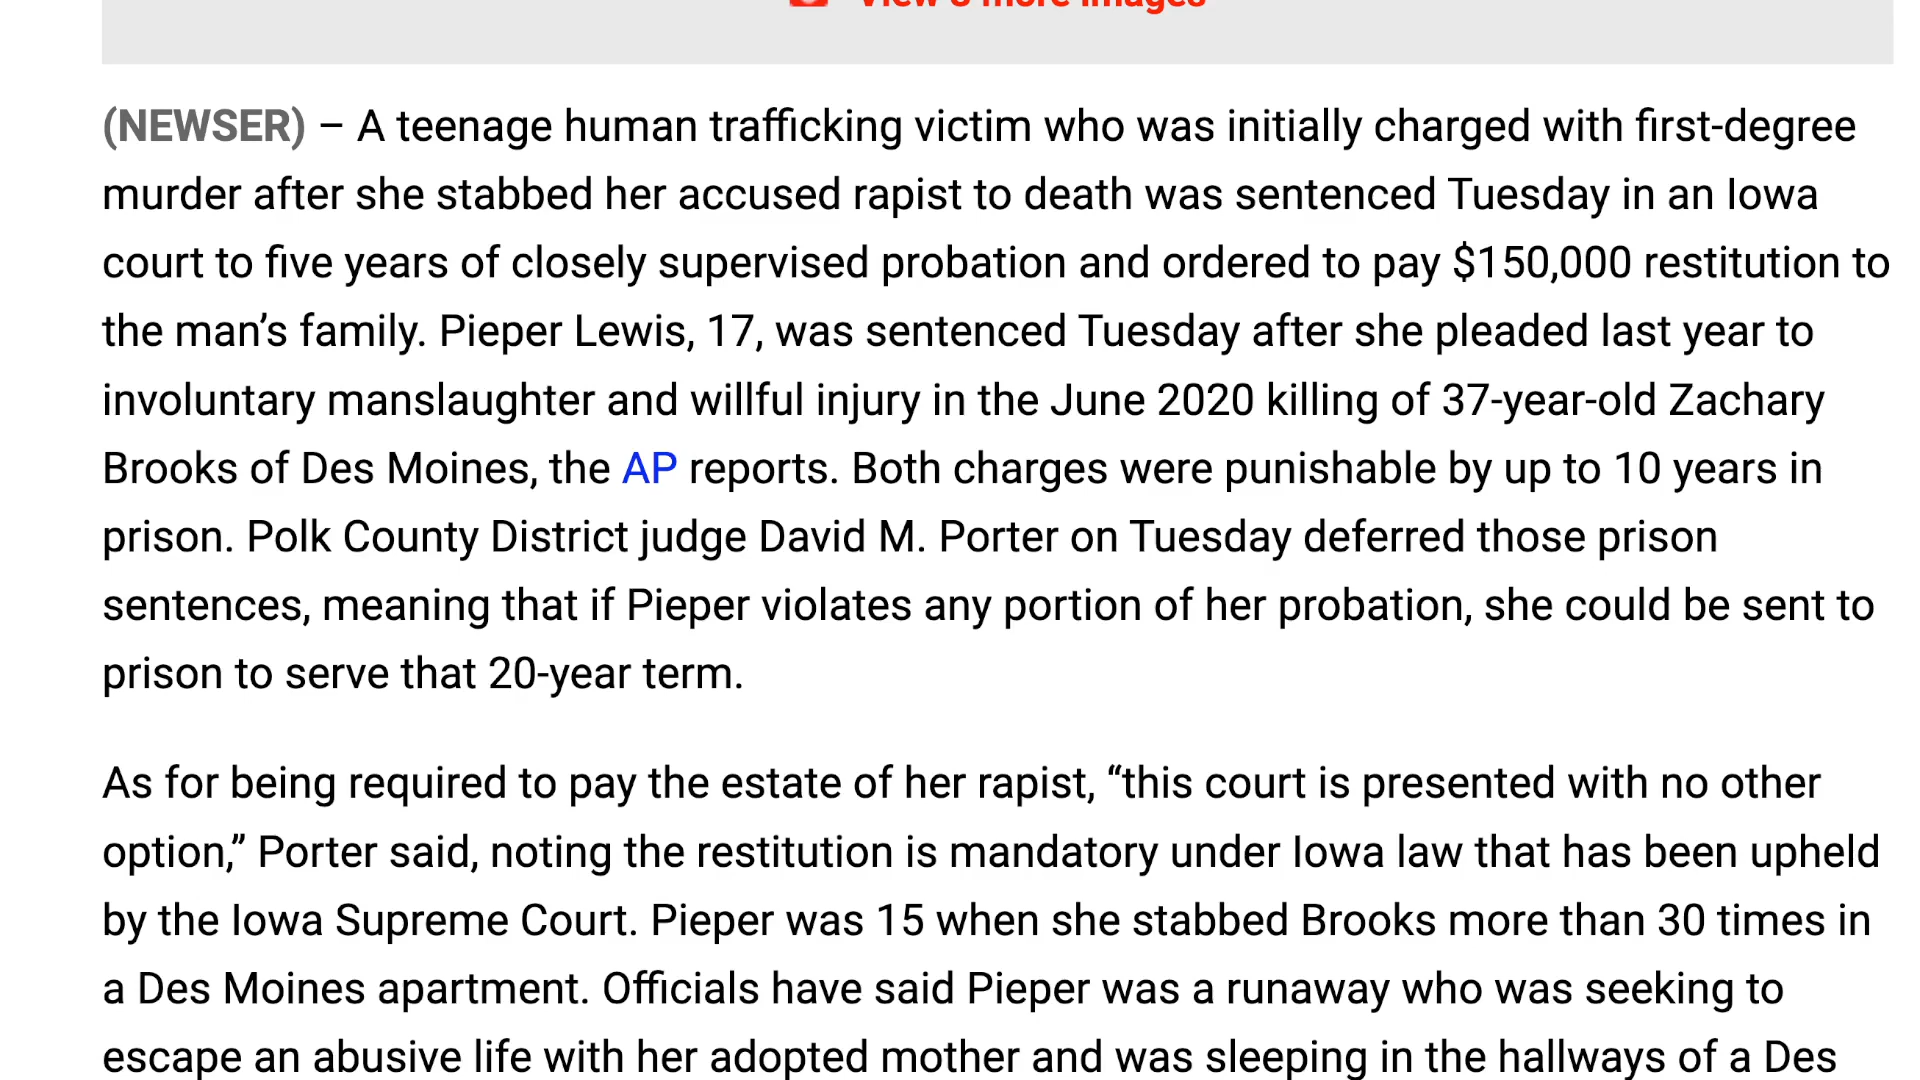 View 8 more images
(NEWSER) – A teenage human trafficking victim who was initially charged with first-degree
murder after she stabbed her accused rapist to death was sentenced Tuesday in an Iowa
court to five years of closely supervised probation and ordered to pay $150,000 restitution to
the man’s family. Pieper Lewis, 17, was sentenced Tuesday after she pleaded last year to
involuntary manslaughter and willful injury in the June 2020 killing of 37-year-old Zachary
Brooks of Des Moines, the AP reports. Both charges were punishable by up to 10 years in
prison. Polk County District judge David M. Porter on Tuesday deferred those prison
sentences, meaning that if Pieper violates any portion of her probation, she could be sent to
prison to serve that 20-year term.
As for being required to pay the estate of her rapist, “this court is presented with no other
option,” Porter said, noting the restitution is mandatory under Iowa law that has been upheld
by the Iowa Supreme Court. Pieper was 15 when she stabbed Brooks more than 30 times in
a Des Moines apartment. Officials have said Pieper was a runaway who was seeking to
escape an abusive life with her adopted mother and was sleeping in the hallways of a Des